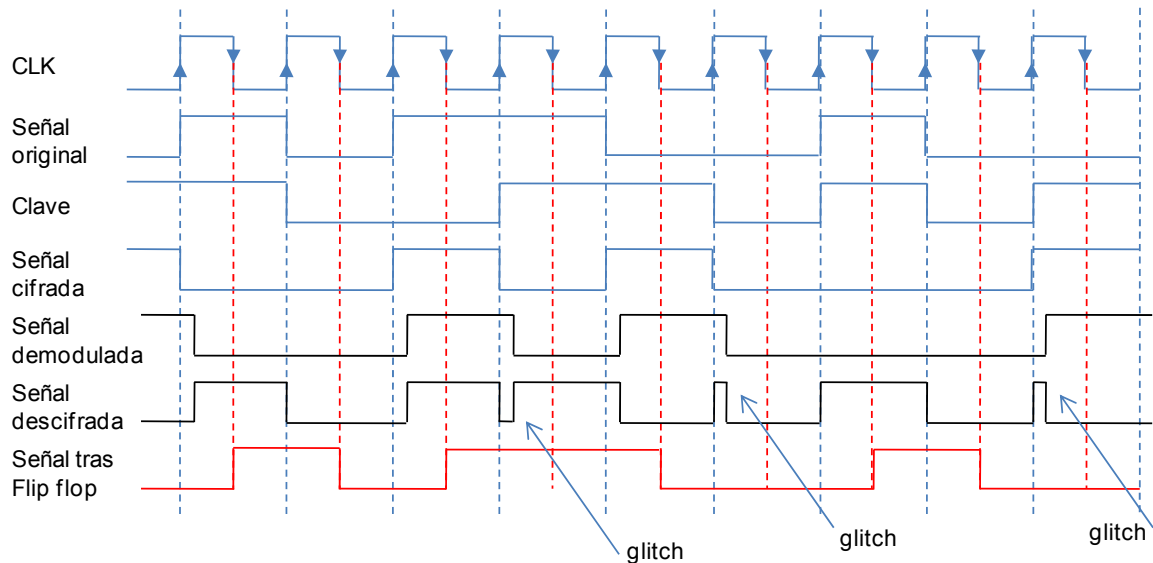 CLK
Señal
original
Clave
Señal
cifrada
Señal
demodulada
Señal
descifrada
Señal tras
Flip flop
glitch
glitch
glitch